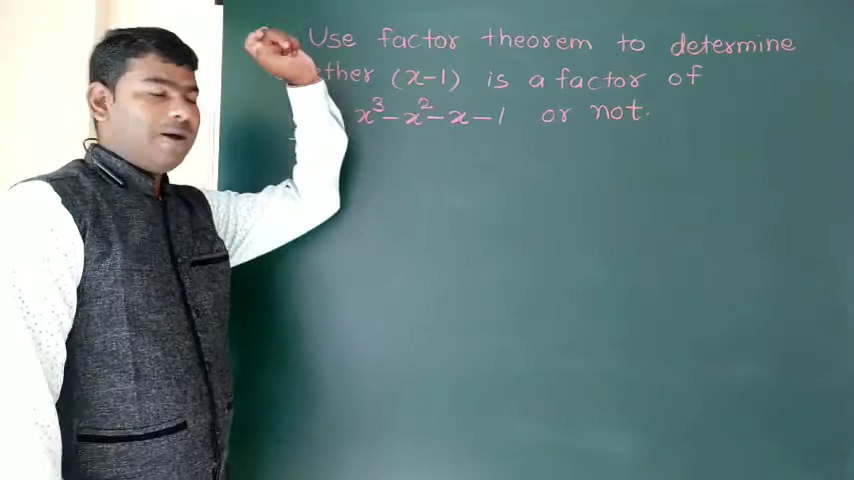 Use factor theorem to determine
ther (x-1) is a factor of
x³-x²-x-1 or not.